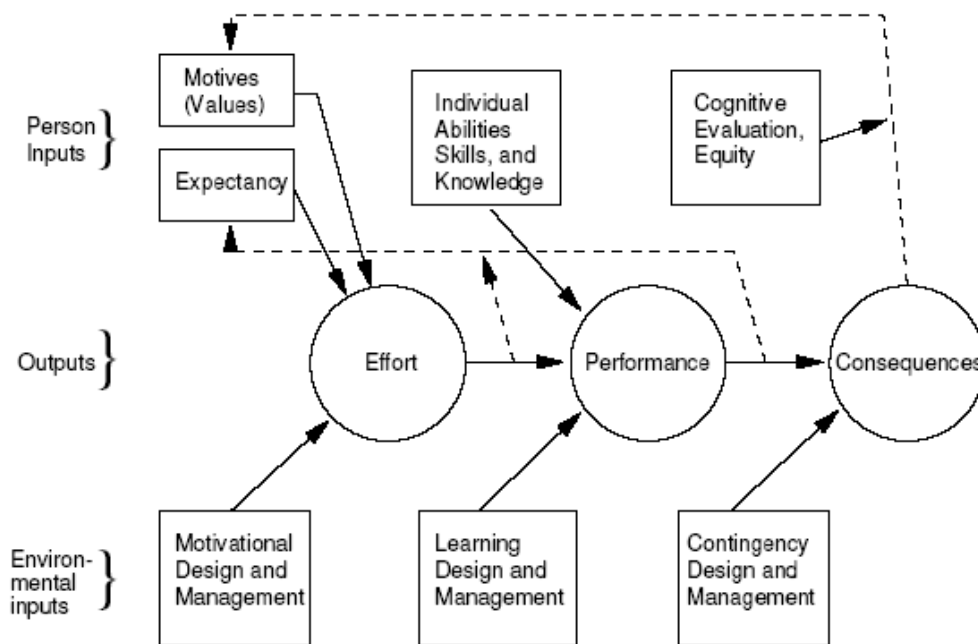 Person
Inputs
Motives
(Values)
Expectancy
Individual
Abilities
Skills, and
Knowledge
Cognitive
Evaluation,
Equity
Outputs
Effort
Performance
Consequences
Environ-
mental
inputs
Motivational
Design and
Management
Learning
Design and
Management
Contingency
Design and
Management